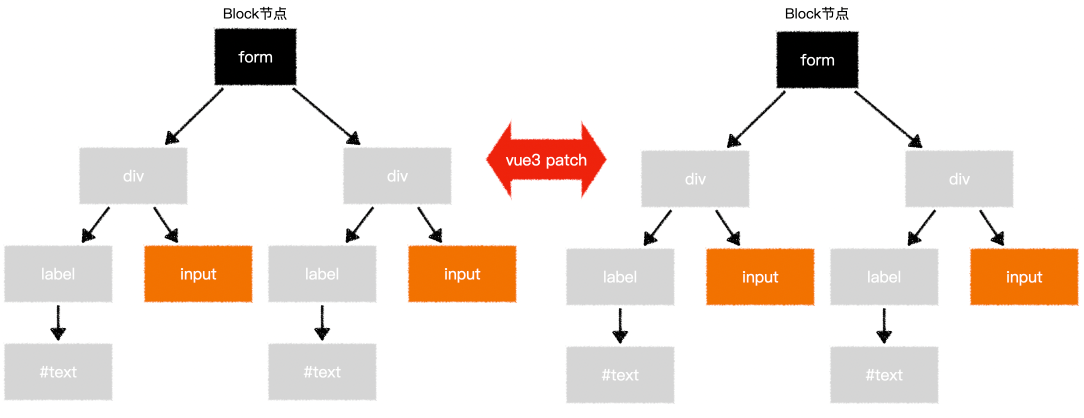 Block节点
Block节点
form
form
vue3 patch
div
div
div
div
label
input
label
input
label
input
label
input
#text
#text
#text
#text